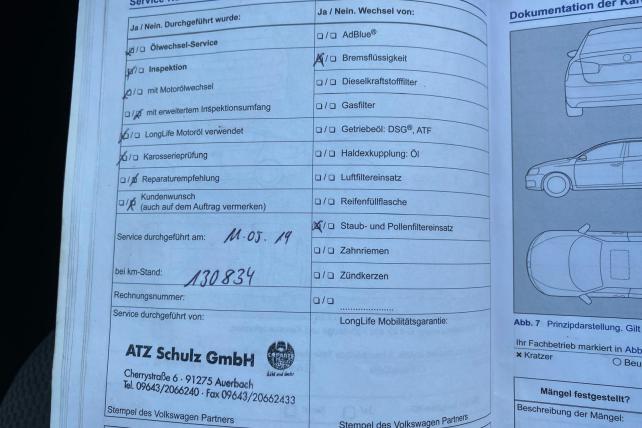 Service
Ja / Nein. Durchgeführt wurde:
Ölwechsel-Service
Inspektion
mit Motorölwechsel
mit erweitertem Inspektionsumfang
LongLife Motoröl verwendet
Karosserieprüfung
Reparaturempfehlung
Kundenwunsch
(auch auf dem Auftrag vermerken)
Service durchgeführt am: 11.05.19
bei km-Stand: 130834
Rechnungsnummer:
Service durchgeführt von:
ATZ Schulz GmbH
Cherrystraße 6 · 91275 Auerbach
Tel. 09643/2066240 · Fax 09643/20662433
Stempel des Volkswagen Partners
Ja / Nein. Wechsel von:
AdBlue®
Bremsflüssigkeit
Dieselkraftstofffilter
Gasfilter
Getriebeöl: DSG®, ATF
Haldexkupplung: Öl
Luftfiltereinsatz
Reifenfüllflasche
Staub- und Pollenfiltereinsatz
Zahnriemen
Zündkerzen
LongLife Mobilitätsgarantie:
Stempel des Volkswagen Partners
Dokumentation der Kar
Abb. 7 Prinzipdarstellung. Gilt
Ihr Fachbetrieb markiert in Abb
× Kratzer
Beu
Mängel festgestellt?
Beschreibung der Mängel: